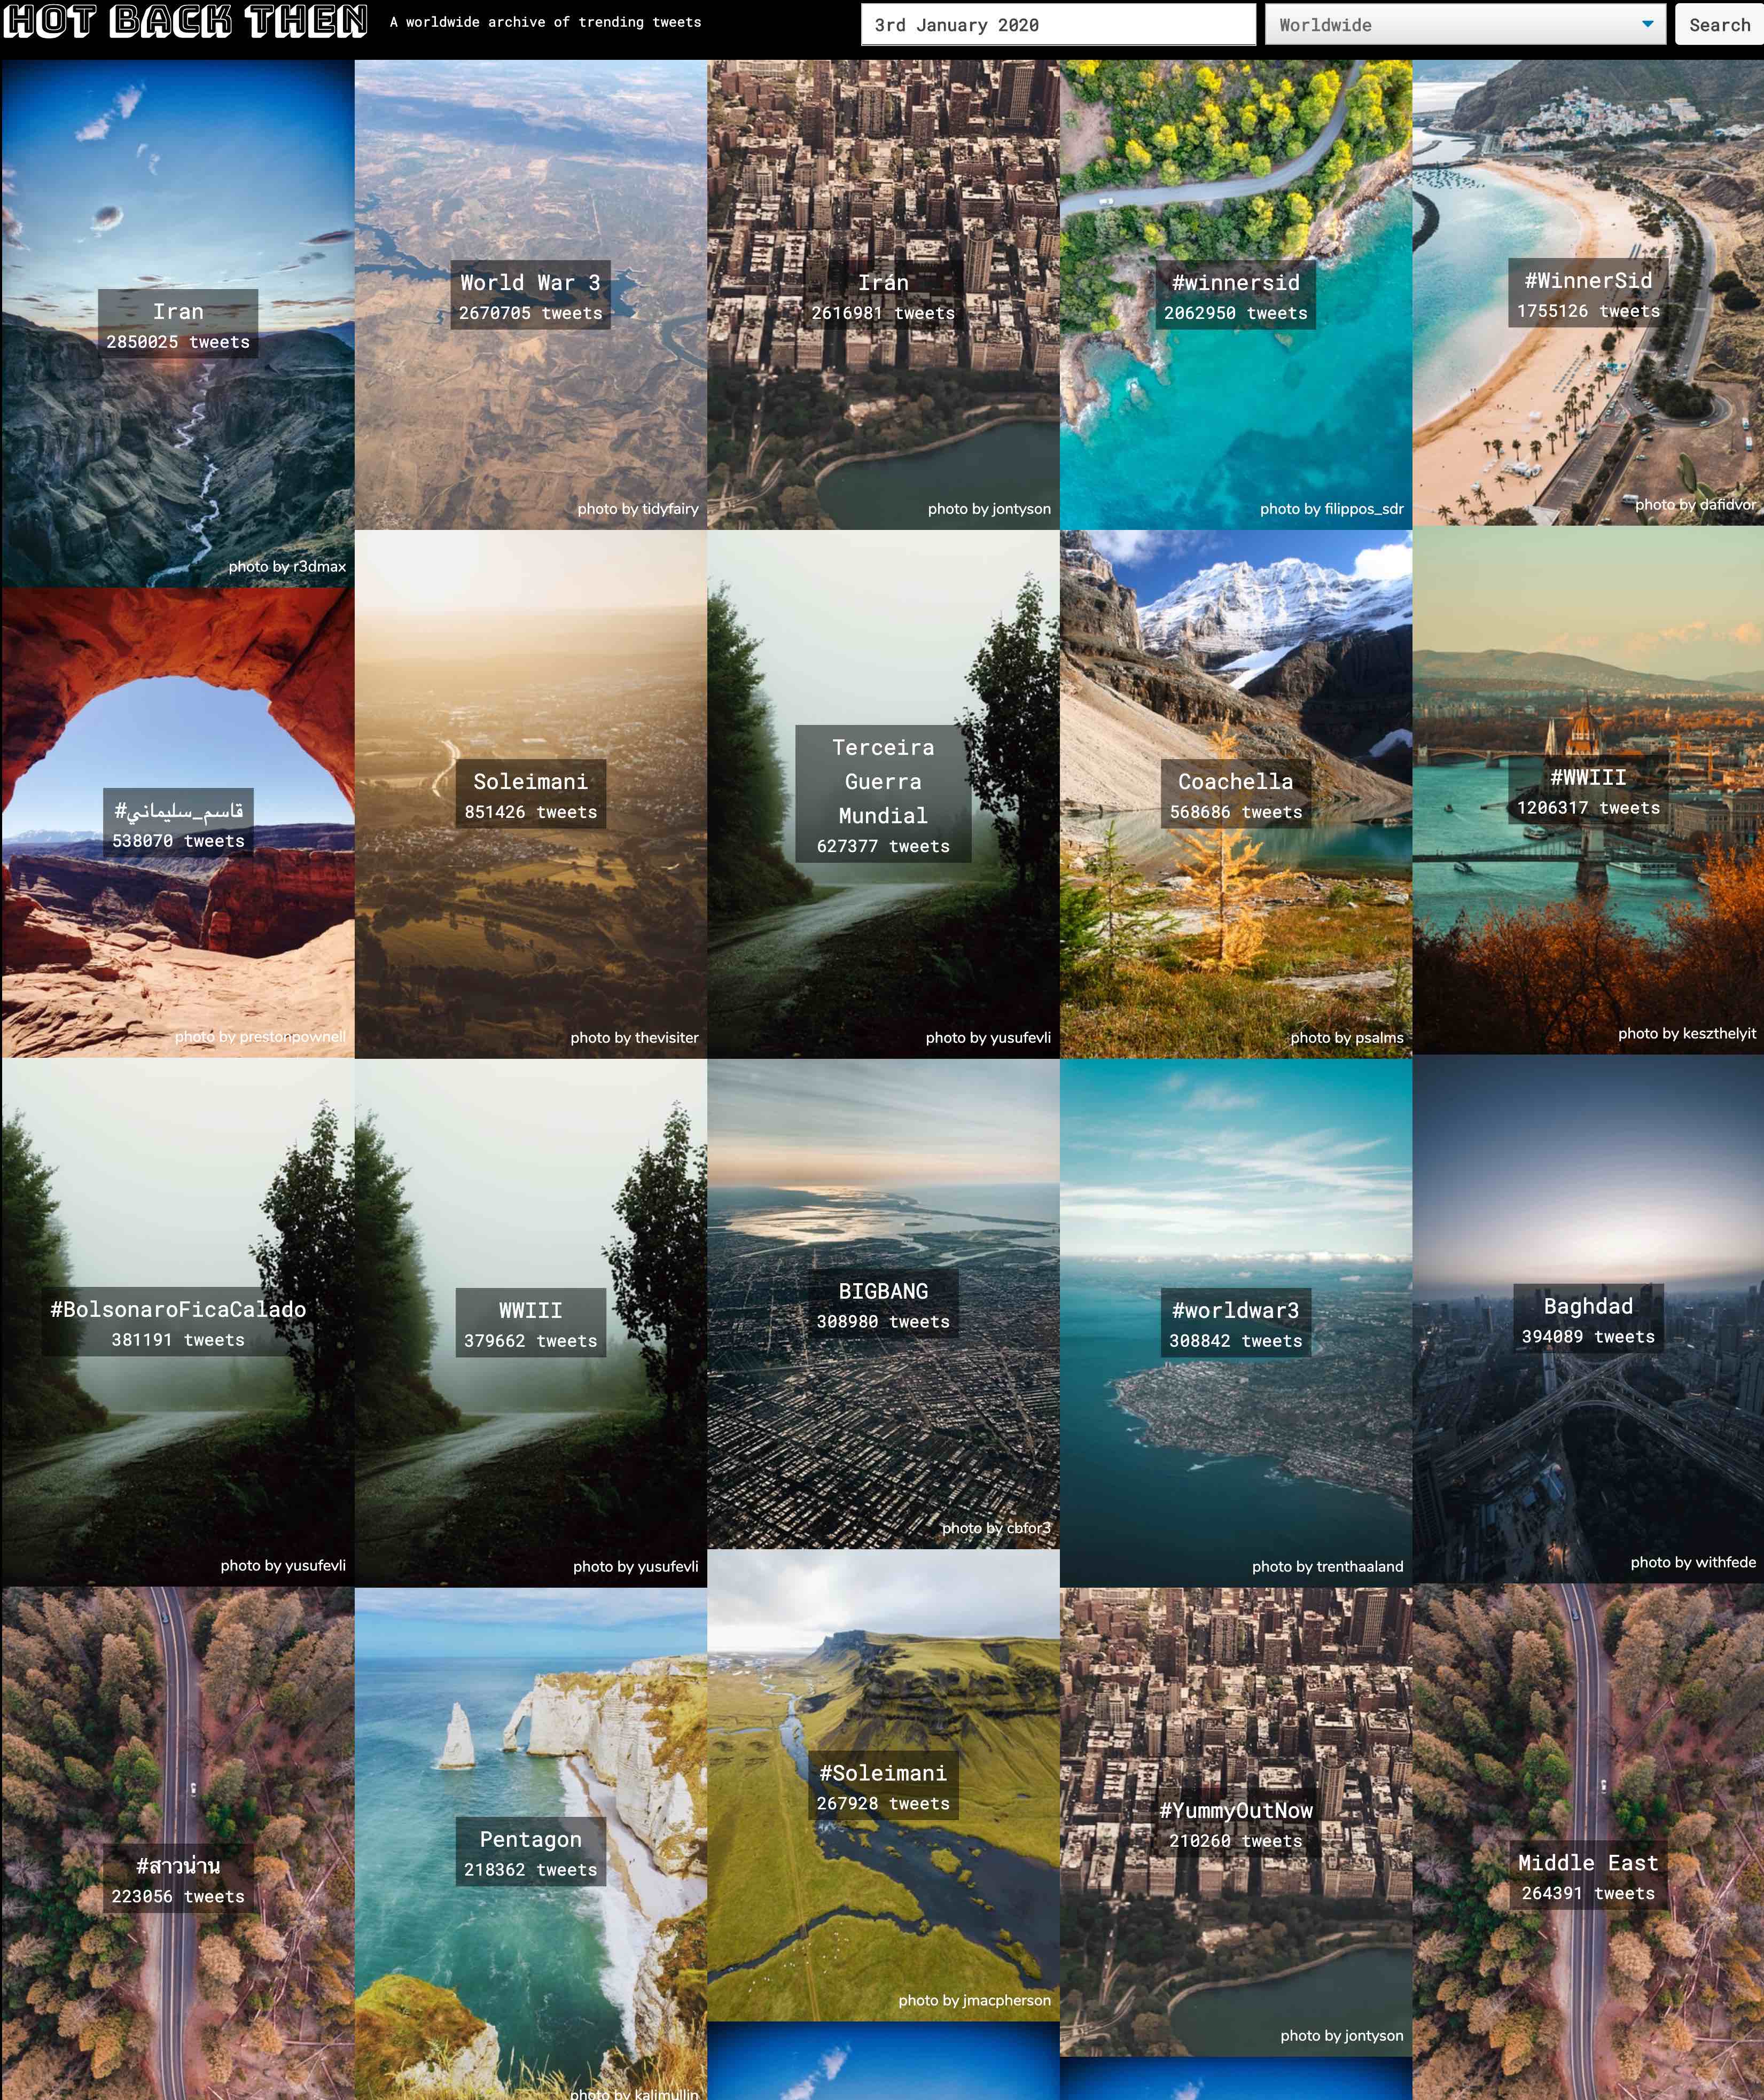 HOT BACK THEN
A worldwide archive of trending tweets
3rd January 2020
Worldwide
Search
Iran
2850025 tweets
photo by r3dmax
World War 3
2670705 tweets
photo by tidyfairy
Irán
2616981 tweets
photo by jontyson
#winnersid
2062950 tweets
photo by filippos_sdr
#WinnerSid
1755126 tweets
photo by dafidvor
#قاسم_سليماني
538070 tweets
photo by prestonpownell
Soleimani
851426 tweets
photo by thevisiter
Terceira
Guerra
Mundial
627377 tweets
photo by yusufevli
Coachella
568686 tweets
photo by psalms
#WWIII
1206317 tweets
photo by keszthelyit
#BolsonaroFicaCalado
381191 tweets
photo by yusufevli
WWIII
379662 tweets
photo by yusufevli
BIGBANG
308980 tweets
photo by cbfor3
#worldwar3
308842 tweets
photo by trenthaaland
Baghdad
394089 tweets
photo by withfede
#สาวน่าน
223056 tweets
Pentagon
218362 tweets
photo by kalimullin
#Soleimani
267928 tweets
photo by jmacpherson
#YummyOutNow
210260 tweets
photo by jontyson
Middle East
264391 tweets